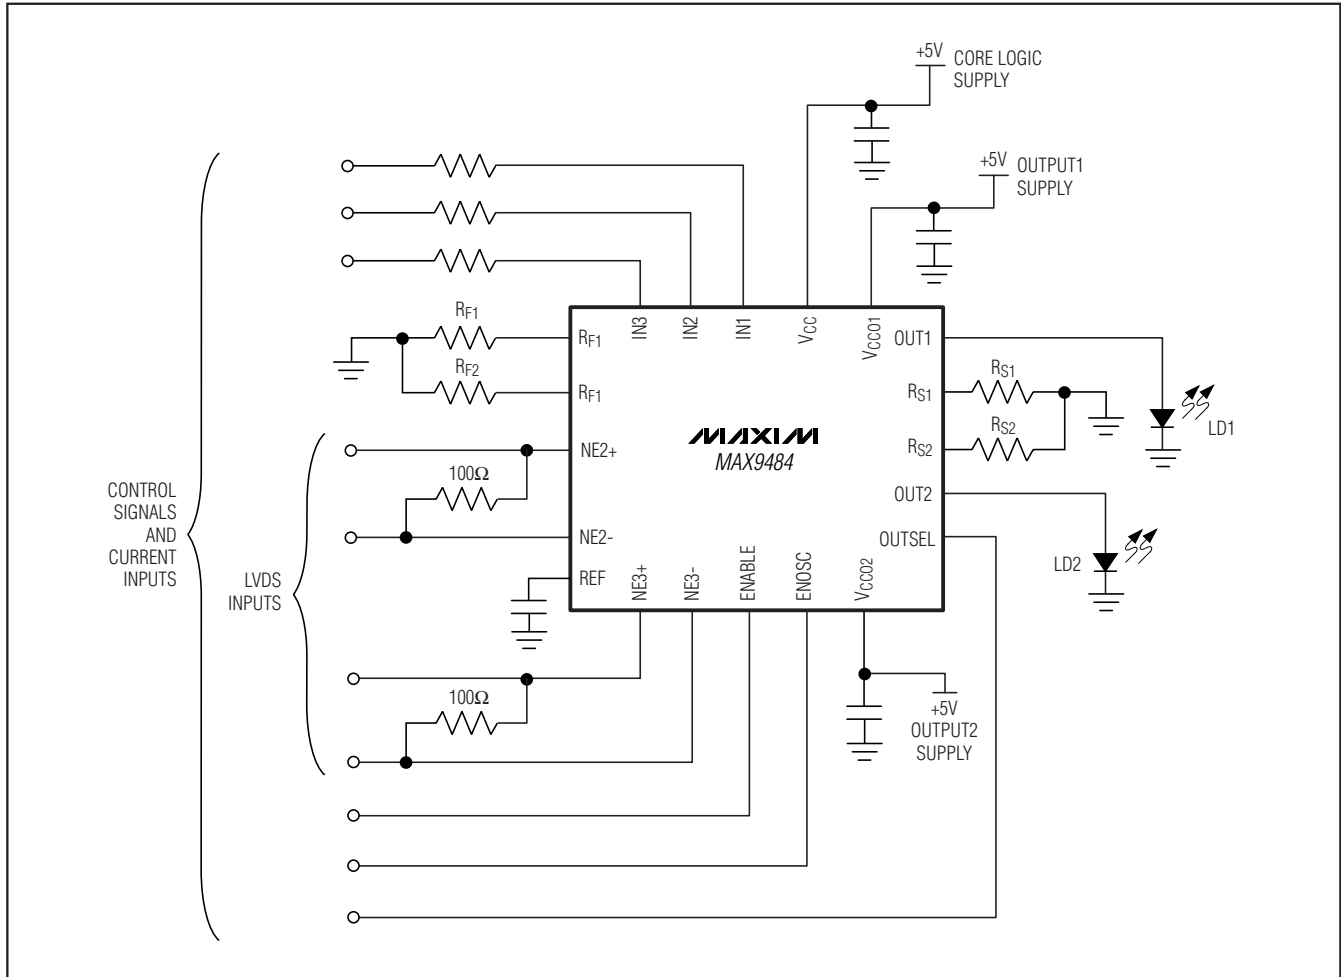 +5V
CORE LOGIC
SUPPLY
+5V
OUTPUT1
SUPPLY
IN3
IN2
IN1
VCC
VCCO1
RF1
RF1
RF2
RF1
NE2+
100Ω
NE2-
REF
NE3+
NE3-
ENABLE
ENOSC
VCCO2
MAXIM
MAX9484
OUT1
RS1
RS1
RS2
RS2
OUT2
OUTSEL
LD1
LD2
CONTROL
SIGNALS
AND
CURRENT
INPUTS
LVDS
INPUTS
100Ω
+5V
OUTPUT2
SUPPLY